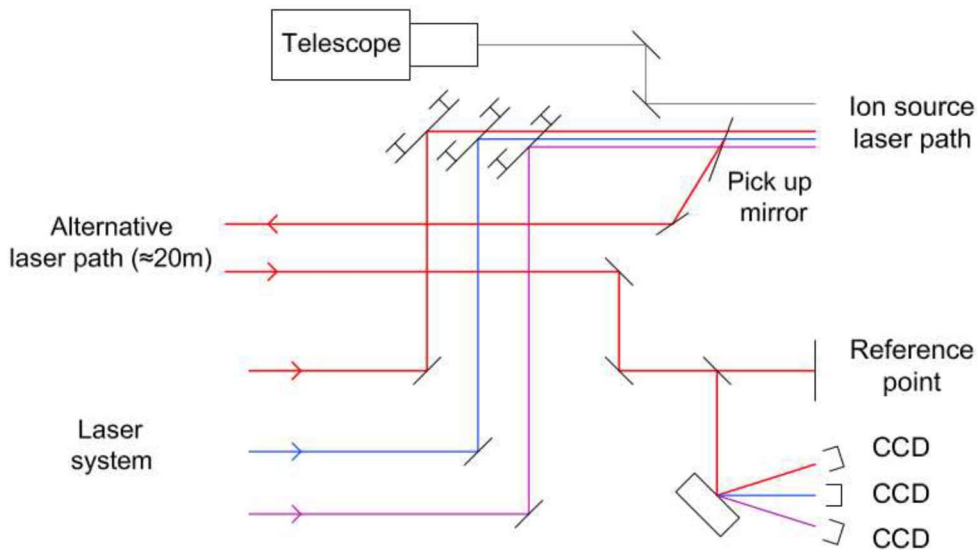 Telescope
Ion source
laser path
Pick up
mirror
Alternative
laser path (≈20m)
Reference
point
Laser
system
CCD
CCD
CCD